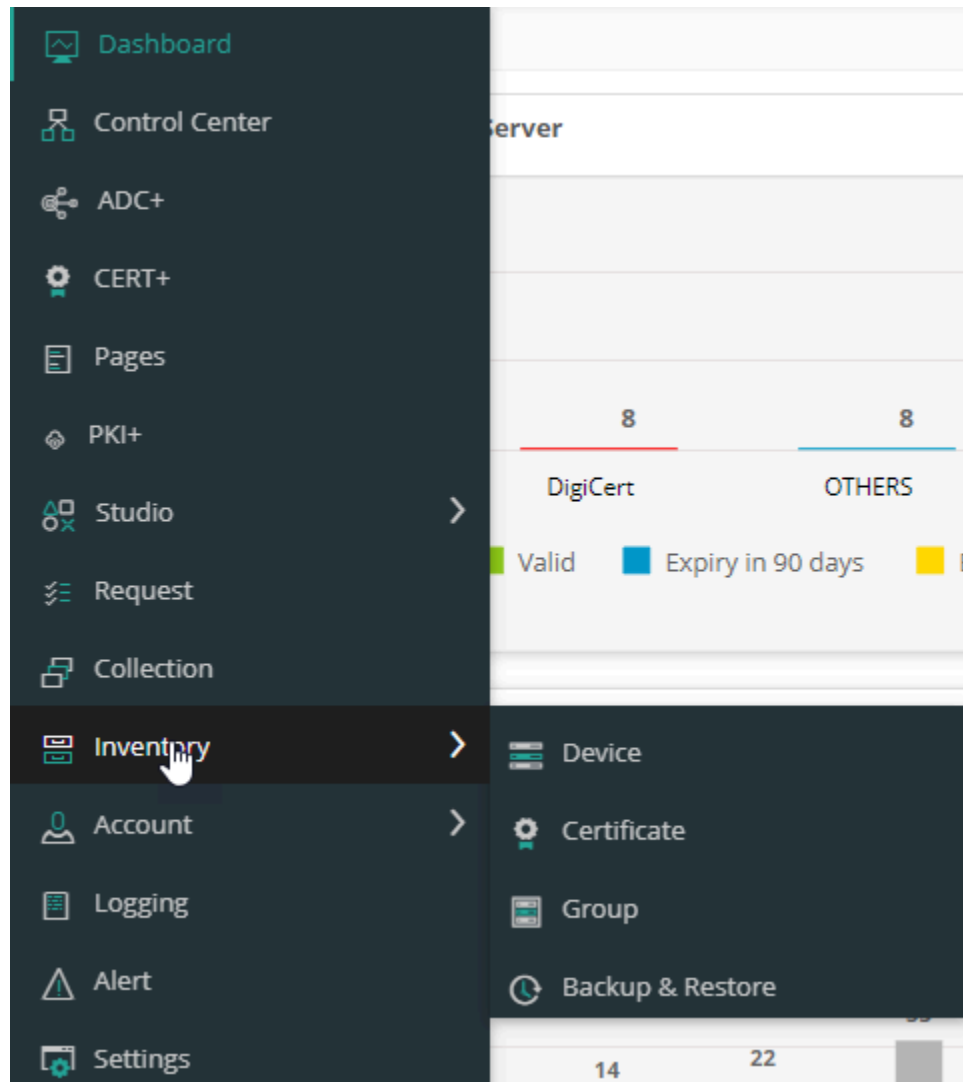 Dashboard
Control Center
ADC+
CERT+
Pages
PKI+
Studio
Request
Collection
Inventory
Account
Logging
Alert
Settings
Device
Certificate
Group
Backup & Restore
erver
8
8
DigiCert
OTHERS
Valid
Expiry in 90 days
14
22